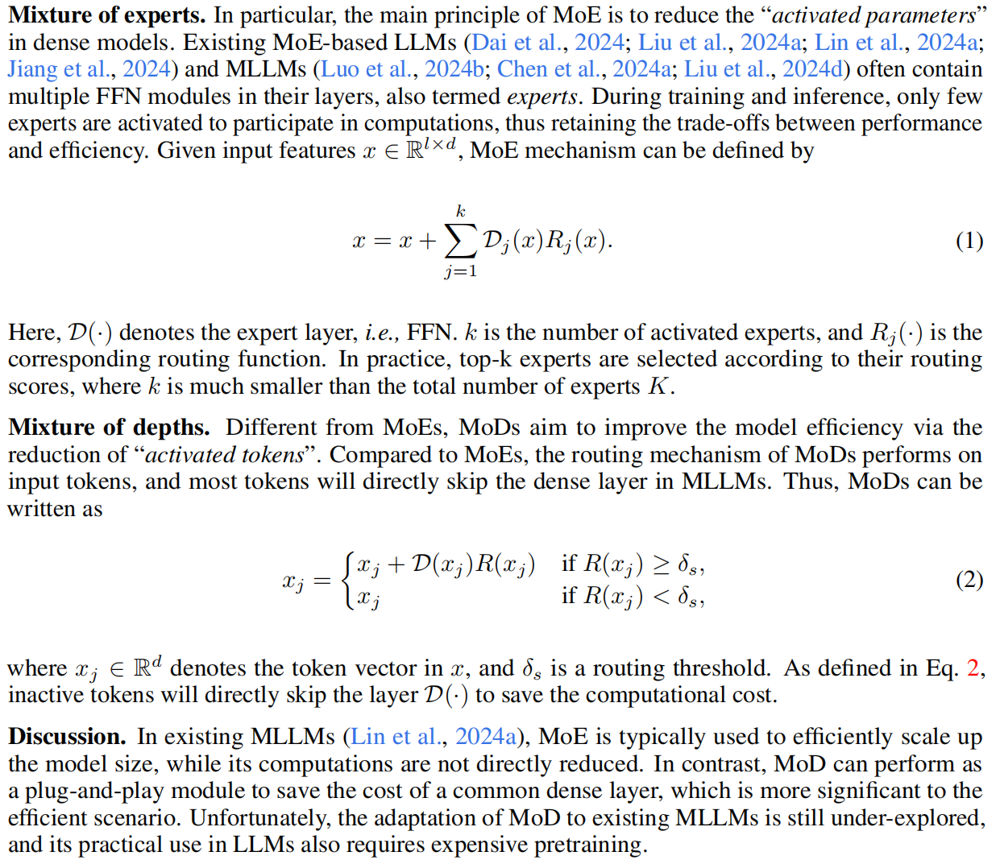 Mixture of experts. In particular, the main principle of MoE is to reduce the “activated parameters”
in dense models. Existing MoE-based LLMs (Dai et al., 2024; Liu et al., 2024a; Lin et al., 2024a;
Jiang et al., 2024) and MLLMs (Luo et al., 2024b; Chen et al., 2024a; Liu et al., 2024d) often contain
multiple FFN modules in their layers, also termed experts. During training and inference, only few
experts are activated to participate in computations, thus retaining the trade-offs between performance
and efficiency. Given input features $x \in \mathbb{R}^{l \times d}$, MoE mechanism can be defined by
$x = x + \sum_{j=1}^{k} \mathcal{D}_j(x) R_j(x).$ (1)
Here, $\mathcal{D}(\cdot)$ denotes the expert layer, i.e., FFN. $k$ is the number of activated experts, and $R_j(\cdot)$ is the
corresponding routing function. In practice, top-k experts are selected according to their routing
scores, where $k$ is much smaller than the total number of experts $K$.
Mixture of depths. Different from MoEs, MoDs aim to improve the model efficiency via the
reduction of “activated tokens”. Compared to MoEs, the routing mechanism of MoDs performs on
input tokens, and most tokens will directly skip the dense layer in MLLMs. Thus, MoDs can be
written as
$x_j = \begin{cases} x_j + \mathcal{D}(x_j) R(x_j) & \text{if } R(x_j) \geq \delta_s, \\ x_j & \text{if } R(x_j) < \delta_s, \end{cases}$ (2)
where $x_j \in \mathbb{R}^d$ denotes the token vector in $x$, and $\delta_s$ is a routing threshold. As defined in Eq. 2,
inactive tokens will directly skip the layer $\mathcal{D}(\cdot)$ to save the computational cost.
Discussion. In existing MLLMs (Lin et al., 2024a), MoE is typically used to efficiently scale up
the model size, while its computations are not directly reduced. In contrast, MoD can perform as
a plug-and-play module to save the cost of a common dense layer, which is more significant to the
efficient scenario. Unfortunately, the adaptation of MoD to existing MLLMs is still under-explored,
and its practical use in LLMs also requires expensive pretraining.